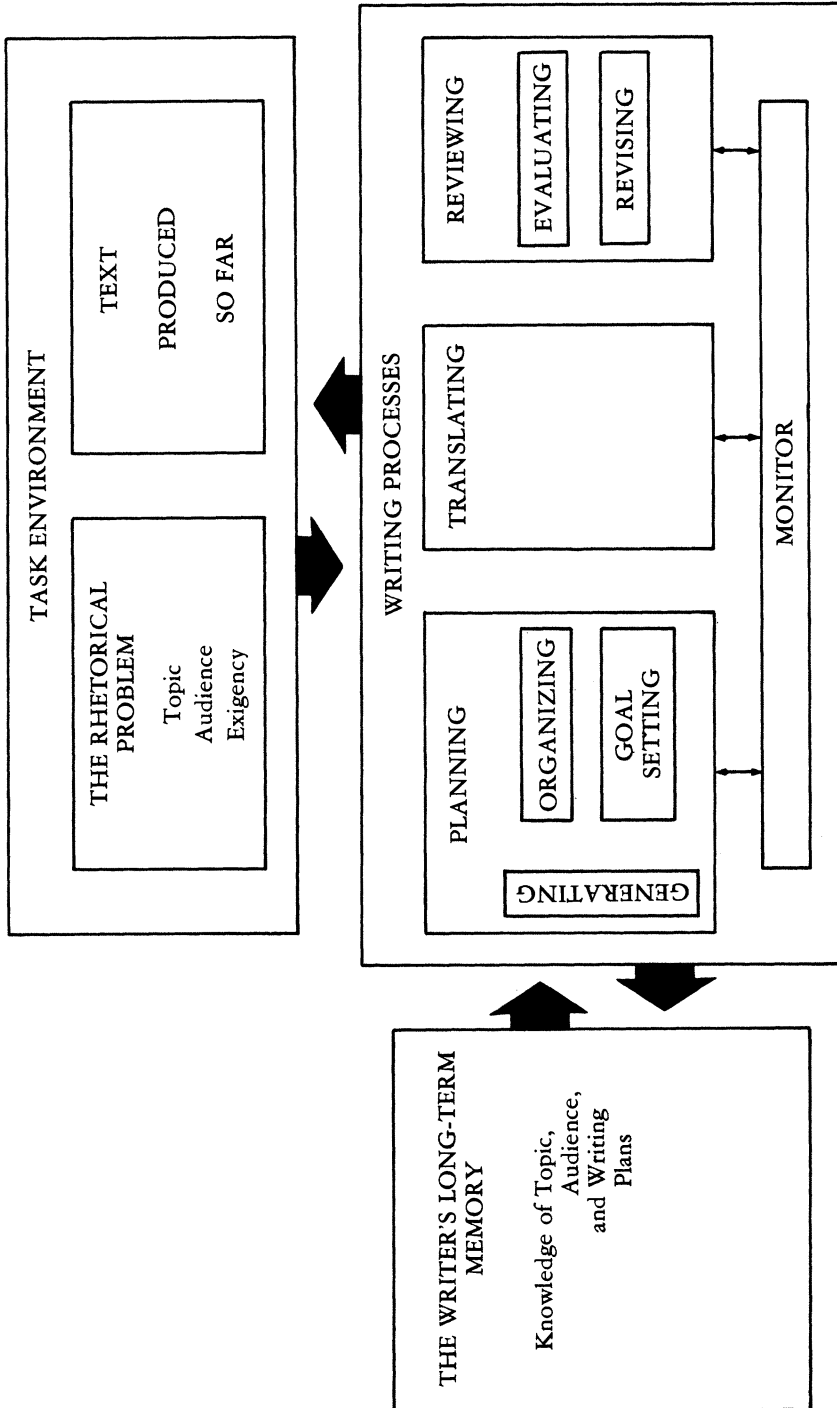 TASK ENVIRONMENT
THE RHETORICAL
PROBLEM
Topic
Audience
Exigency
TEXT
PRODUCED
SO FAR
THE WRITER'S LONG-TERM
MEMORY
Knowledge of Topic,
Audience,
and Writing
Plans
WRITING PROCESSES
PLANNING
GENERATING
ORGANIZING
GOAL
SETTING
TRANSLATING
REVIEWING
EVALUATING
REVISING
MONITOR